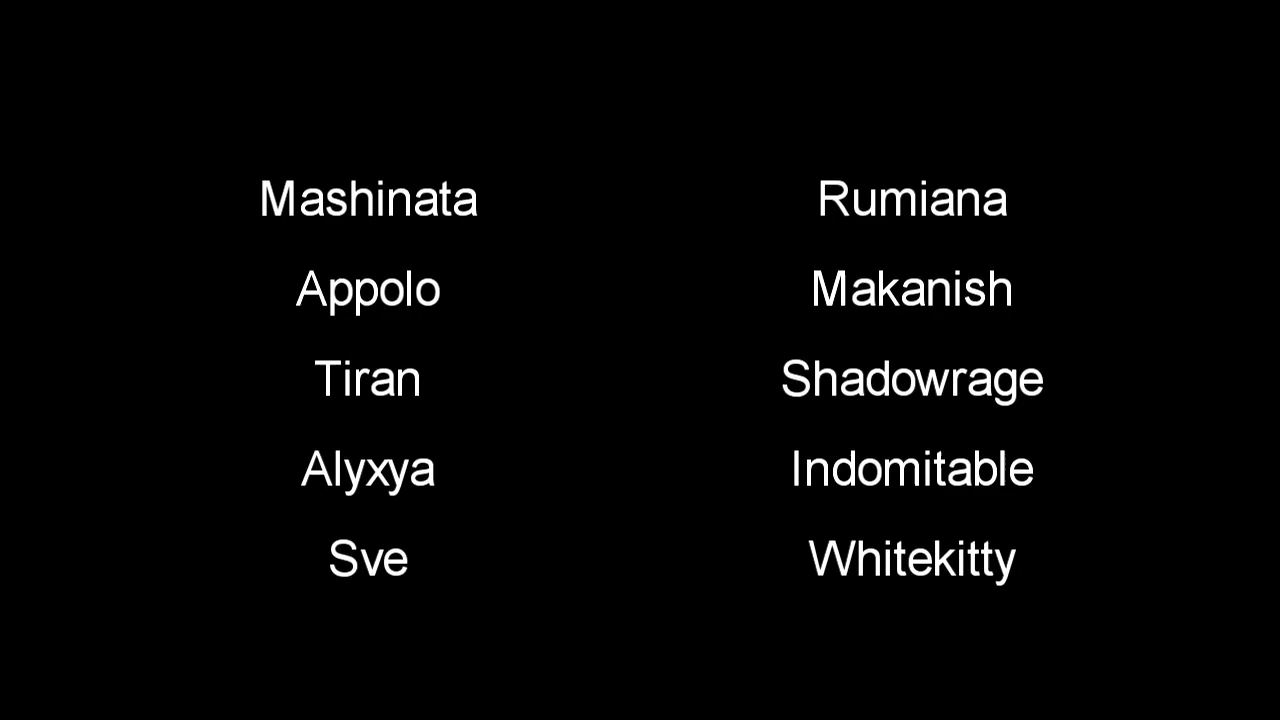 Mashinata
Rumiana
Appolo
Makanish
Tiran
Shadowrage
Alyxya
Indomitable
Sve
Whitekitty